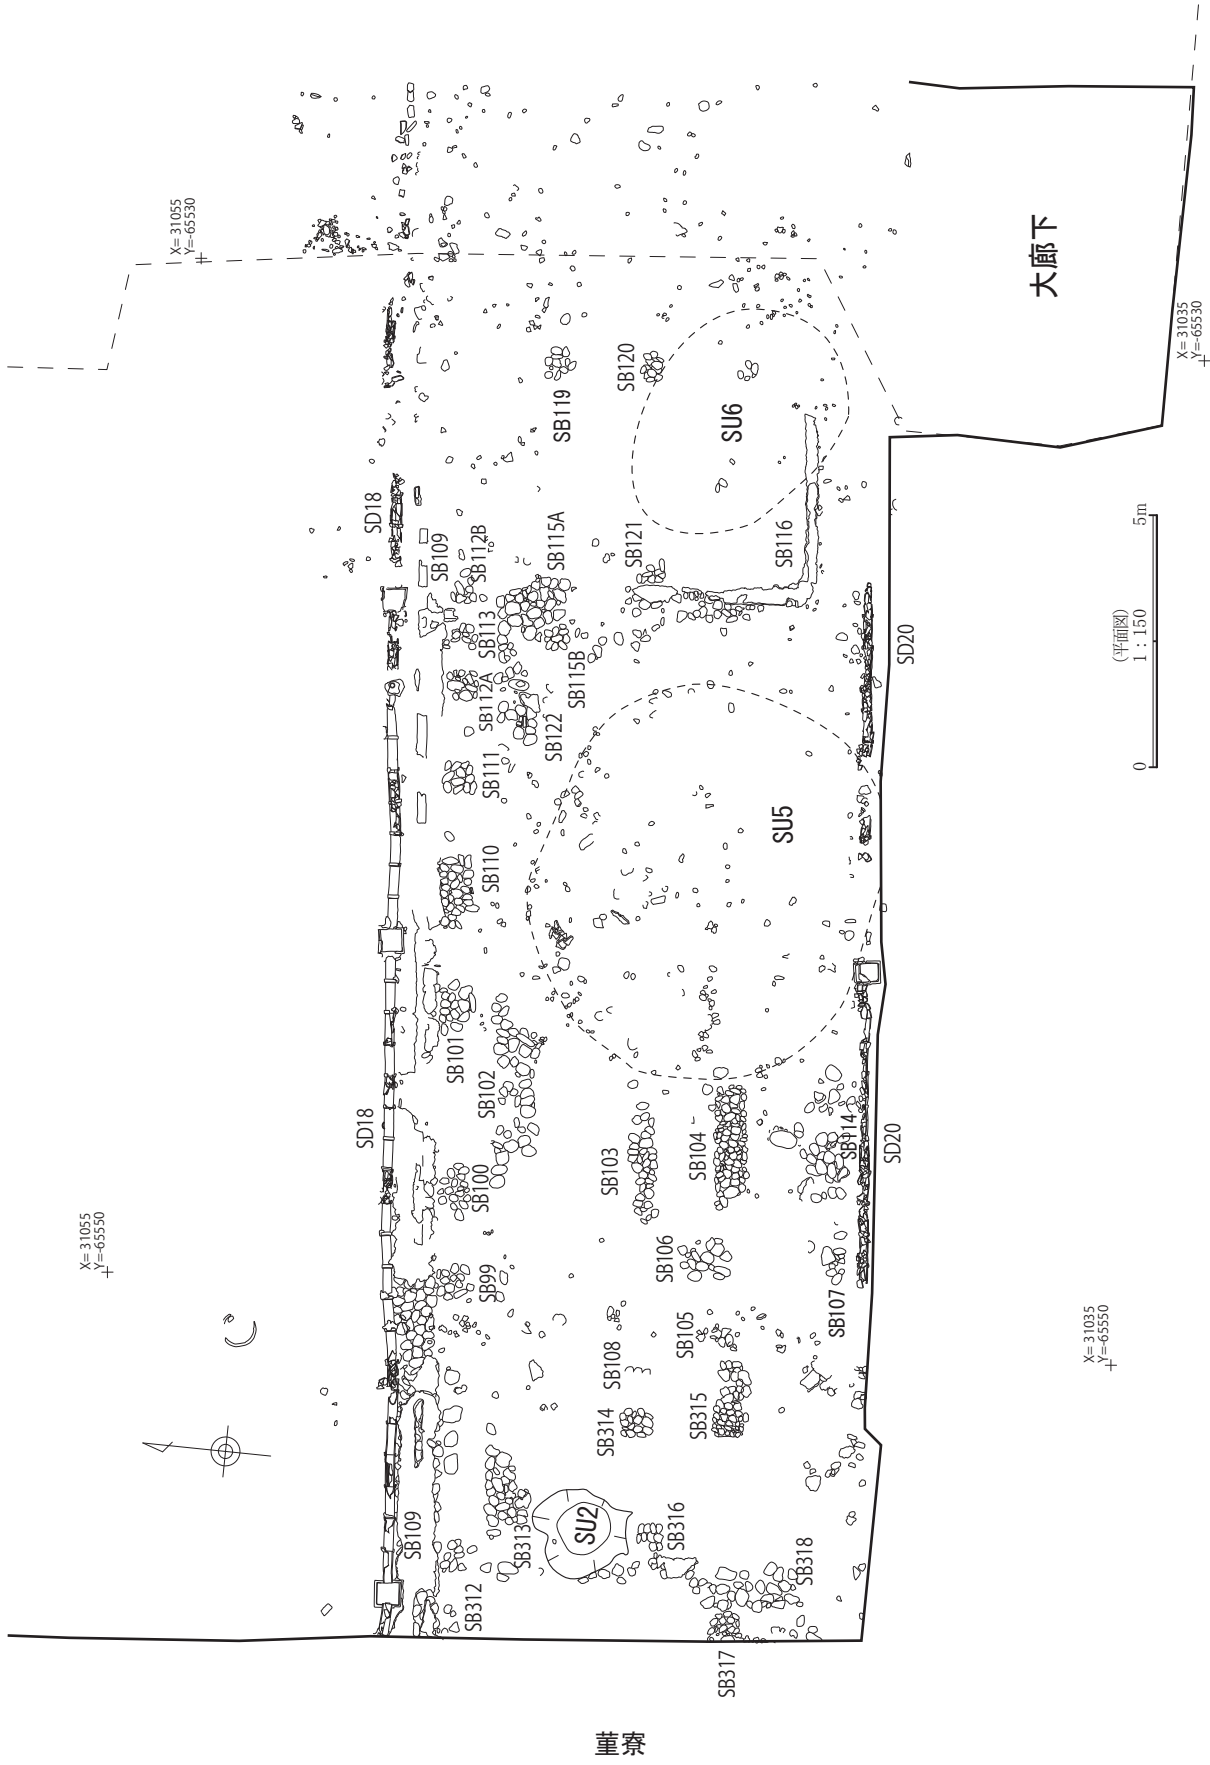 X= 31055
Y=-65530
大廊下
X= 31035
Y=-65530
SB120
SB119
SU6
SD18
SB109
SB112B
SB115A
SB121
SB116
SB113
SD20
5m
(平面図)
1：150
0
SB112A
SB115B
SB122
SB111
SU5
SB110
SB101
SB102
SD18
SB100
SB103
SB104
SB114
SD20
X= 31055
Y=-65550
SB99
SB106
SB107
SB105
SB108
X= 31035
Y=-65550
SB314
SB315
SB109
SB313
SU2
SB316
SB318
SB312
SB317
菫寮